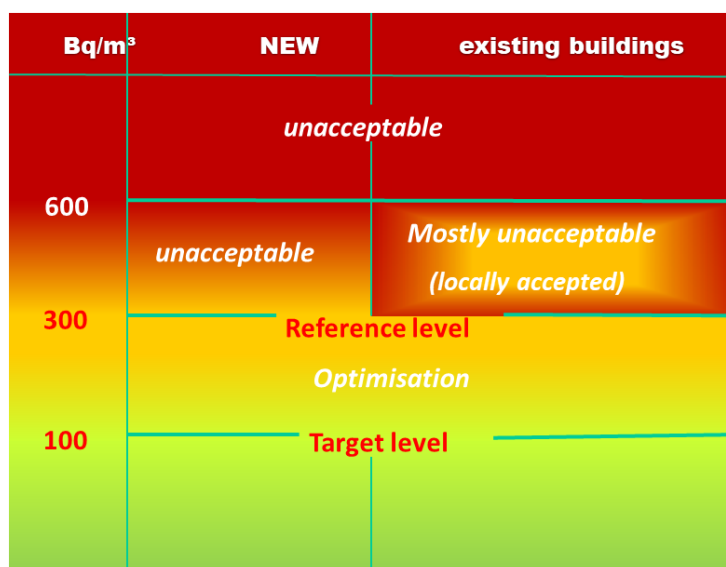 Bq/m³ NEW existing buildings
unacceptable
600
Mostly unacceptable
unacceptable
(locally accepted)
300
Reference level
Optimisation
100
Target level